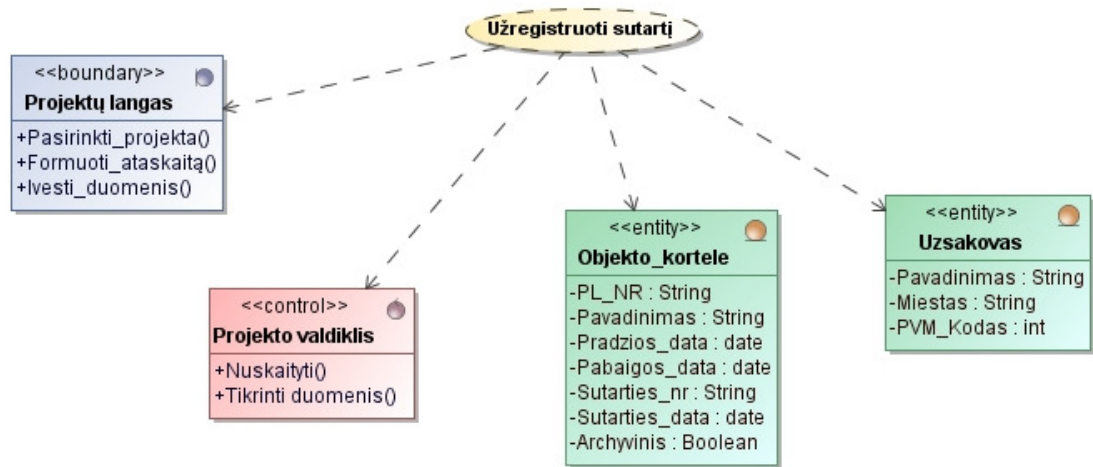 Užregistruoti sutartį
<<boundary>>
Projektų langas
+Pasirinkti_projekta()
+Formuoti_ataskaitą()
+Ivesti_duomenis()
<<control>>
Projekto valdiklis
+Nuskaityti()
+Tikrinti duomenis()
<<entity>>
Objekto_kortele
-PL_NR : String
-Pavadinimas : String
-Pradzios_data : date
-Pabaigos_data : date
-Sutarties_nr : String
-Sutarties_data : date
-Archyvinis : Boolean
<<entity>>
Uzsakovas
-Pavadinimas : String
-Miestas : String
-PVM_Kodas : int